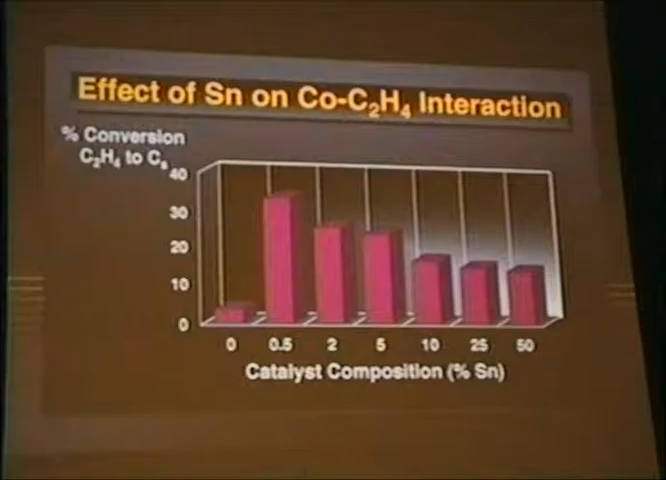 Effect of Sn on Co-C₂H₄ Interaction
% Conversion
C₂H₄ to Cₛ
40
30
20
10
0
0 0.5 2 5 10 25 50
Catalyst Composition (% Sn)